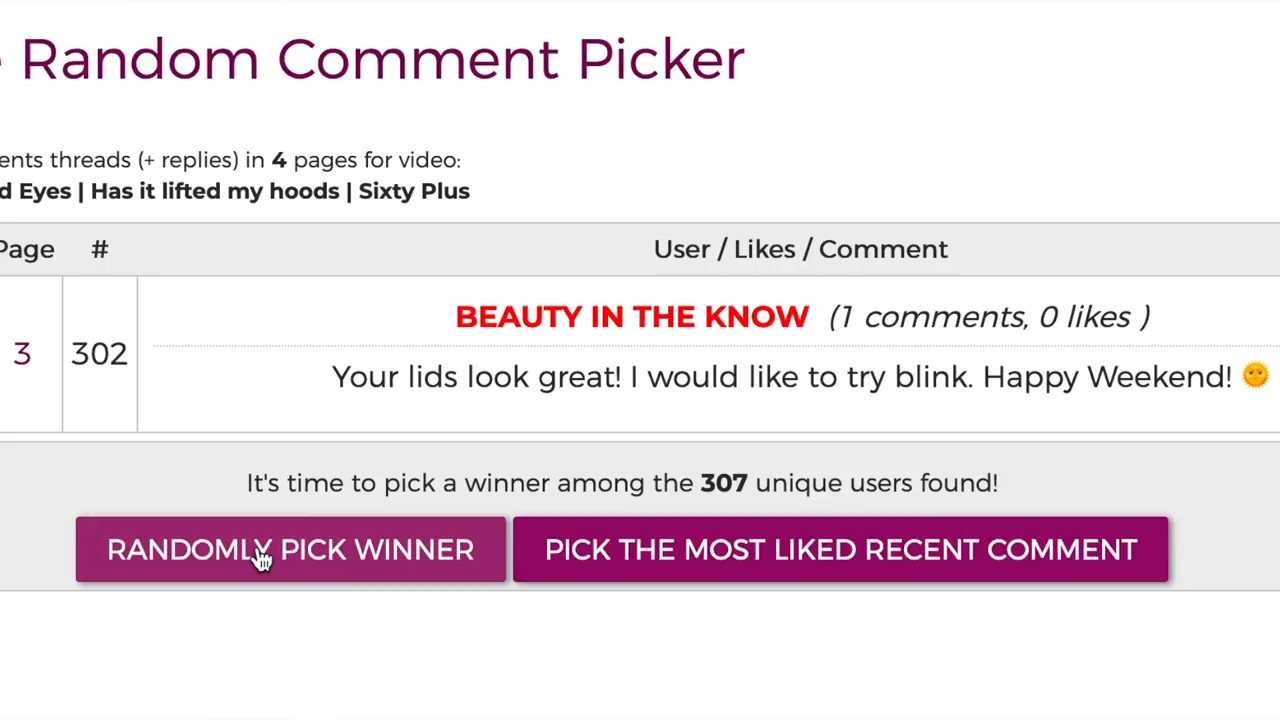 Random Comment Picker
ents threads (+ replies) in 4 pages for video:
d Eyes | Has it lifted my hoods | Sixty Plus
Page # User / Likes / Comment
3 302 BEAUTY IN THE KNOW (1 comments, 0 likes )
Your lids look great! I would like to try blink. Happy Weekend! 🌞
It's time to pick a winner among the 307 unique users found!
RANDOMLY PICK WINNER PICK THE MOST LIKED RECENT COMMENT